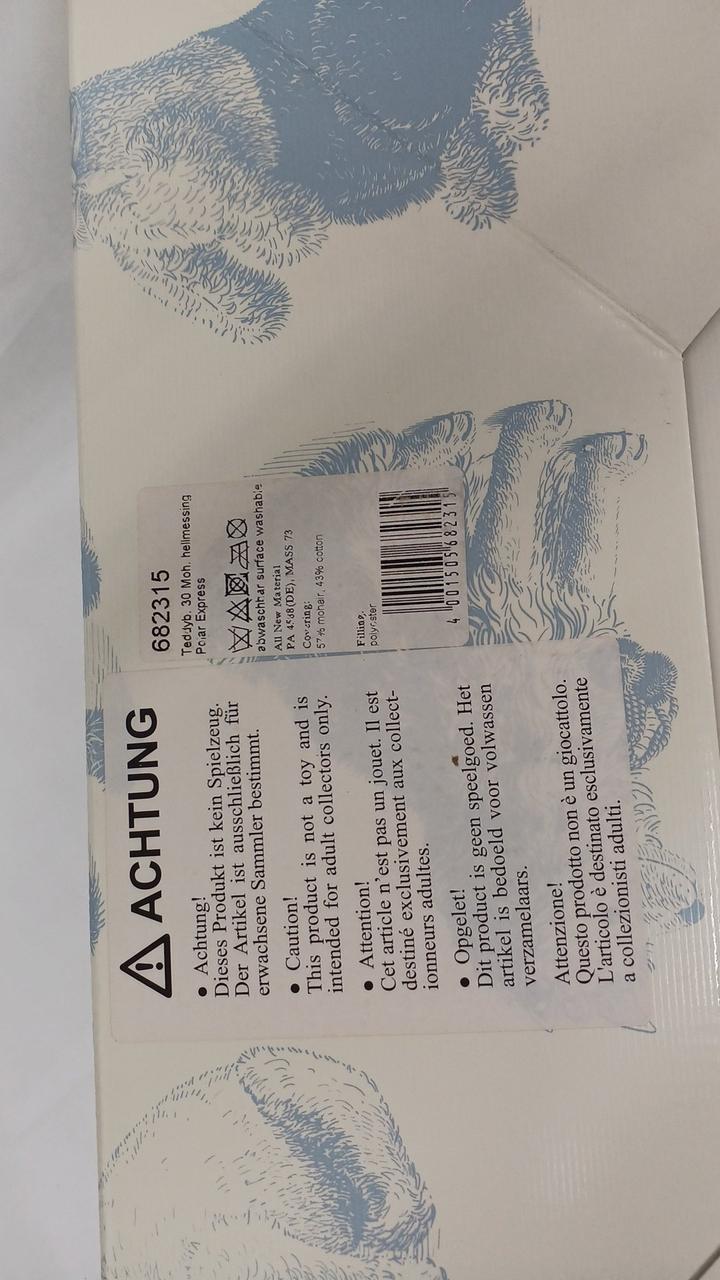 ACHTUNG
• Achtung!
Dieses Produkt ist kein Spielzeug.
Der Artikel ist ausschließlich für
erwachsene Sammler bestimmt.
• Caution!
This product is not a toy and is
intended for adult collectors only.
• Attention!
Cet article n'est pas un jouet. Il est
destiné exclusivement aux collect-
ionneurs adultes.
• Opgelet!
Dit product is geen speelgoed. Het
artikel is bedoeld voor volwassen
verzamelaars.
Attenzione!
Questo prodotto non è un giocattolo.
L'articolo è destinato esclusivamente
a collezionisti adulti.
682315
Teddyb. 30 Moh. hellmessing
Polar Express
abwaschbar surface washable
All New Material
PA 4568(DE), MASS 73
Covering:
57% mohair, 43% cotton
Filling:
polyester
4 001505 682315